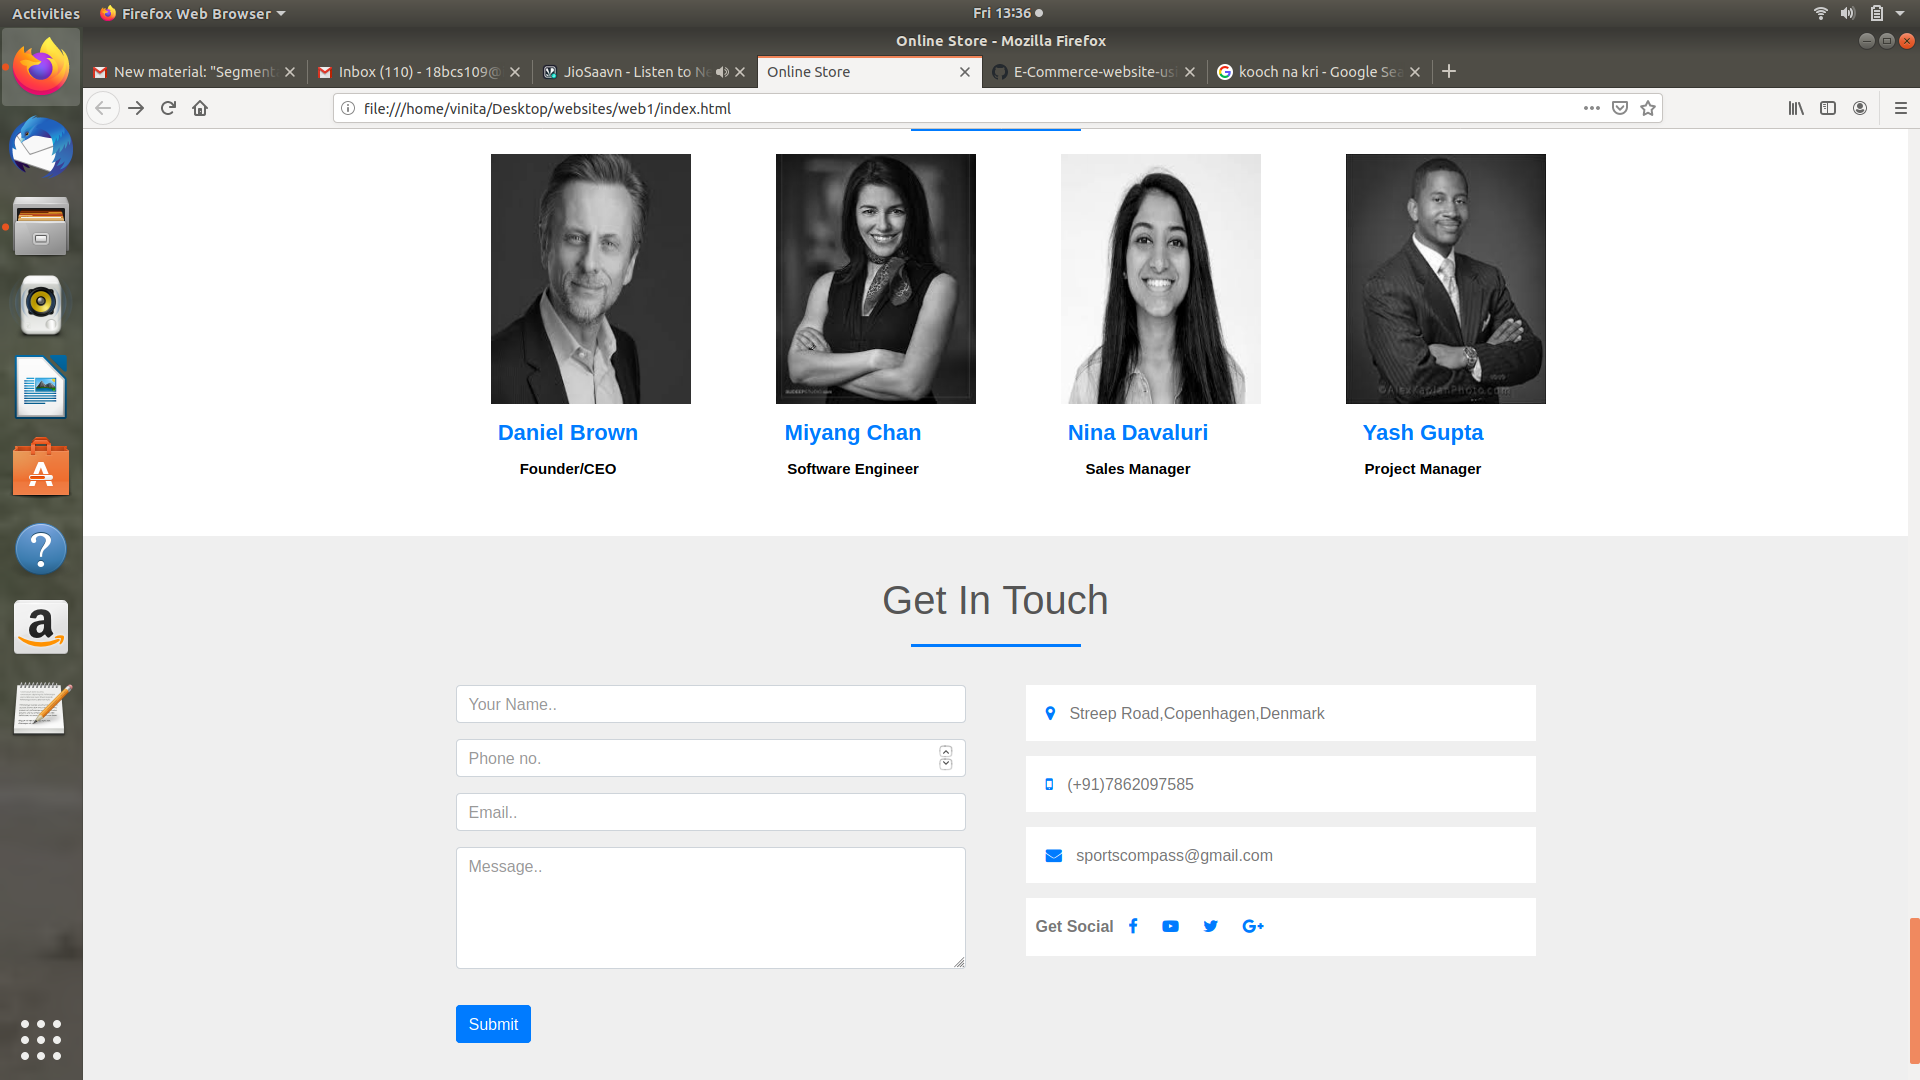 Activities
Firefox Web Browser
Fri 13:36
Online Store - Mozilla Firefox
New material: "Segment
Inbox (110) - 18bcs109@
JioSaavn - Listen to Ne
Online Store
E-Commerce-website-usi
kooch na kri - Google Sea
file:///home/vinita/Desktop/websites/web1/index.html
©AlexKaplanPhoto.com
Daniel Brown
Miyang Chan
Nina Davaluri
Yash Gupta
Founder/CEO
Software Engineer
Sales Manager
Project Manager
Get In Touch
Your Name..
Streep Road,Copenhagen,Denmark
Phone no.
(+91)7862097585
Email..
sportscompass@gmail.com
Message..
Get Social
Submit